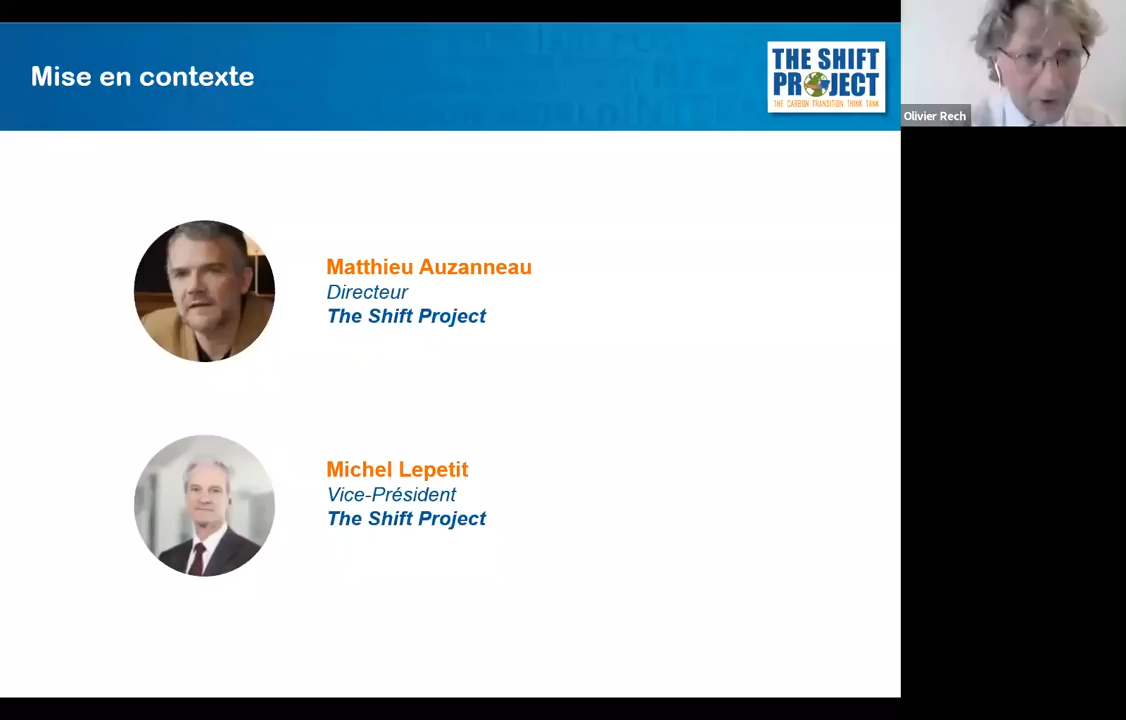 Mise en contexte
THE SHIFT
PROJECT
THE CARBON TRANSITION THINK TANK
Olivier Rech
Matthieu Auzanneau
Directeur
The Shift Project
Michel Lepetit
Vice-Président
The Shift Project